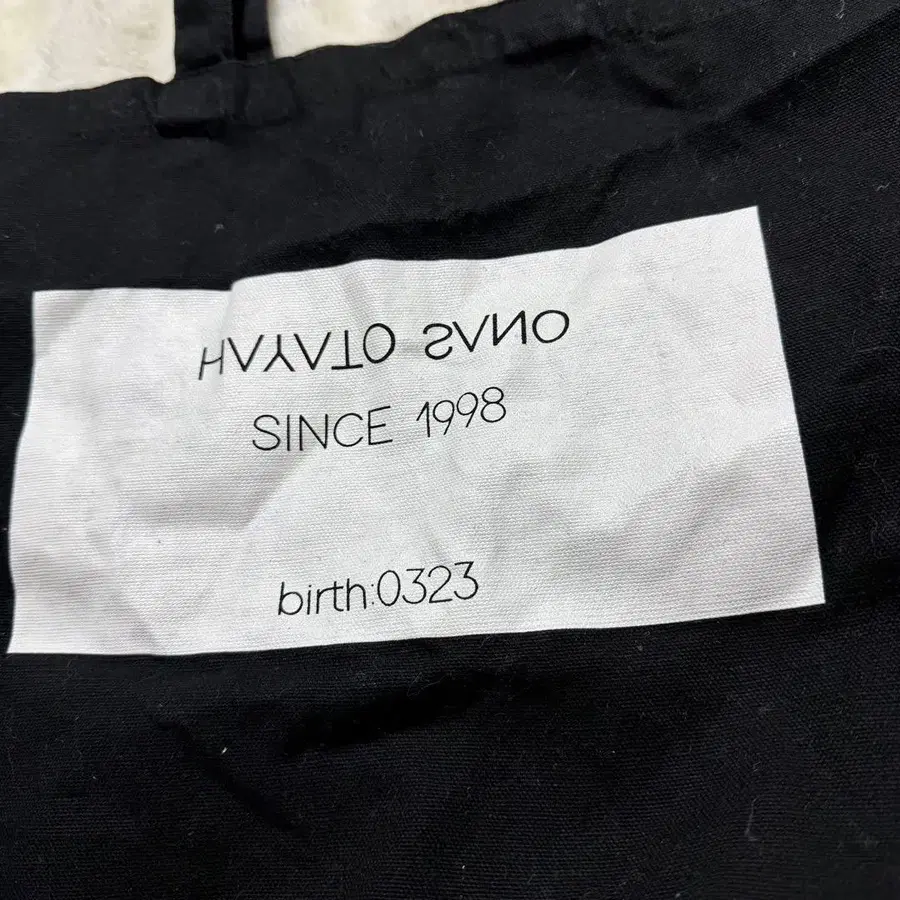 HAYATO SANO
SINCE 1998
birth:0323